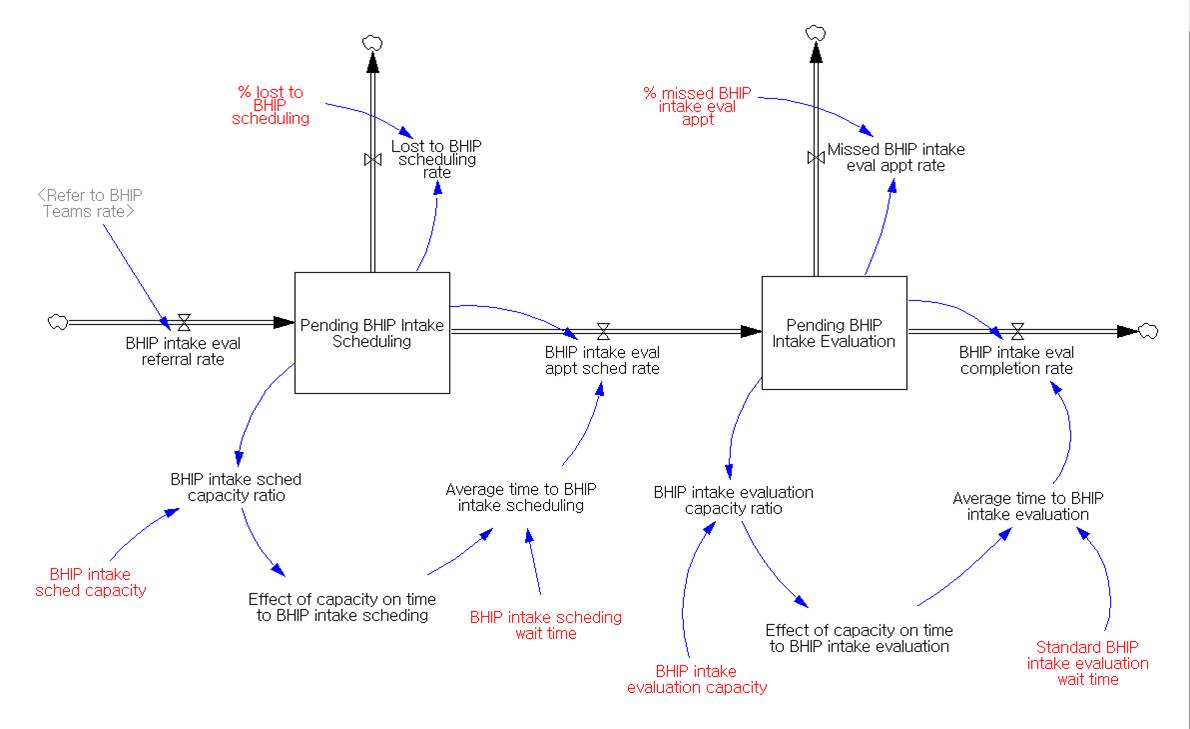 % lost to
BHIP
scheduling
% missed BHIP
intake eval
appt
Lost to BHIP
scheduling
rate
Missed BHIP intake
eval appt rate
<Refer to BHIP
Teams rate>
Pending BHIP Intake
Scheduling
Pending BHIP
Intake Evaluation
BHIP intake eval
referral rate
BHIP intake eval
appt sched rate
BHIP intake eval
completion rate
BHIP intake sched
capacity ratio
Average time to BHIP
intake scheduling
BHIP intake evaluation
capacity ratio
Average time to BHIP
intake evaluation
BHIP intake
sched capacity
Effect of capacity on time
to BHIP intake scheding
BHIP intake scheding
wait time
Effect of capacity on time
to BHIP intake evaluation
BHIP intake
evaluation capacity
Standard BHIP
intake evaluation
wait time